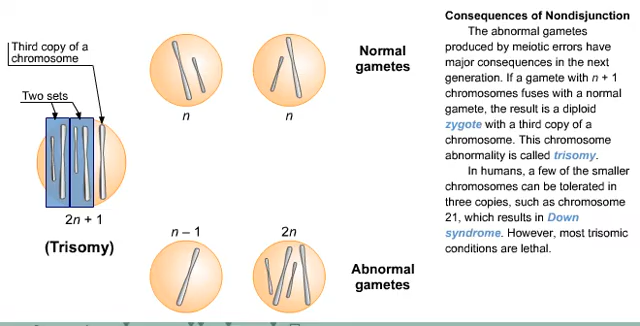 Third copy of a
chromosome
Two sets
2n + 1
(Trisomy)
n
n
Normal
gametes
n – 1
2n
Abnormal
gametes
Consequences of Nondisjunction
The abnormal gametes
produced by meiotic errors have
major consequences in the next
generation. If a gamete with n + 1
chromosomes fuses with a normal
gamete, the result is a diploid
zygote with a third copy of a
chromosome. This chromosome
abnormality is called trisomy.
In humans, a few of the smaller
chromosomes can be tolerated in
three copies, such as chromosome
21, which results in Down
syndrome. However, most trisomic
conditions are lethal.